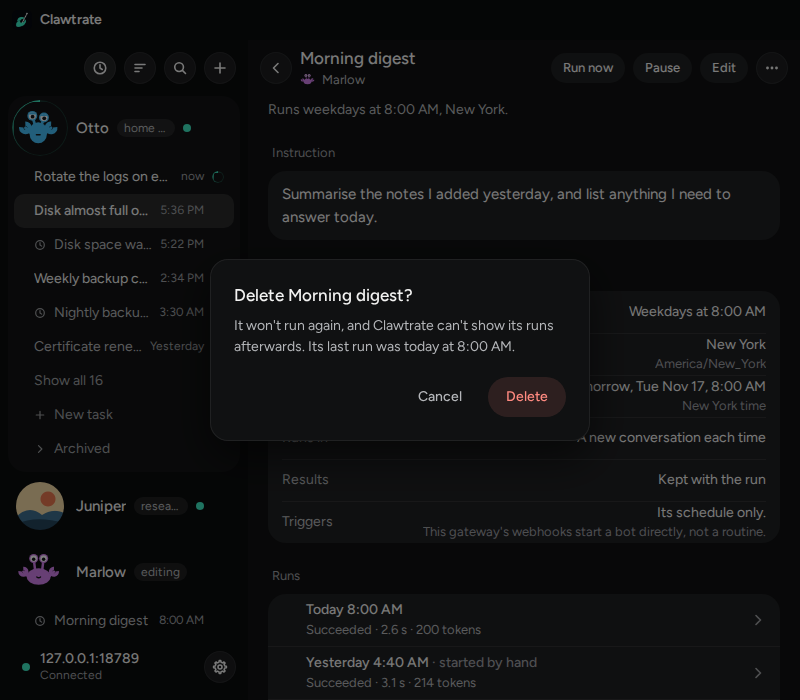 Clawtrate
Morning digest
Marlow
Run now
Pause
Edit
Runs weekdays at 8:00 AM, New York.
Otto
home ...
Rotate the logs on e... now
Disk almost full o... 5:36 PM
Disk space wa... 5:22 PM
Weekly backup c... 2:34 PM
Nightly backu... 3:30 AM
Certificate rene... Yesterday
Show all 16
New task
Archived
Juniper
resea...
Marlow
editing
Morning digest 8:00 AM
127.0.0.1:18789
Connected
Instruction
Summarise the notes I added yesterday, and list anything I need to
answer today.
Delete Morning digest?
It won't run again, and Clawtrate can't show its runs
afterwards. Its last run was today at 8:00 AM.
Cancel
Delete
Weekdays at 8:00 AM
New York
America/New_York
Tue Nov 17, 8:00 AM
New York time
new conversation each time
Results
Kept with the run
Triggers
Its schedule only.
This gateway's webhooks start a bot directly, not a routine.
Runs
Today 8:00 AM
Succeeded · 2.6 s · 200 tokens
Yesterday 4:40 AM · started by hand
Succeeded · 3.1 s · 214 tokens